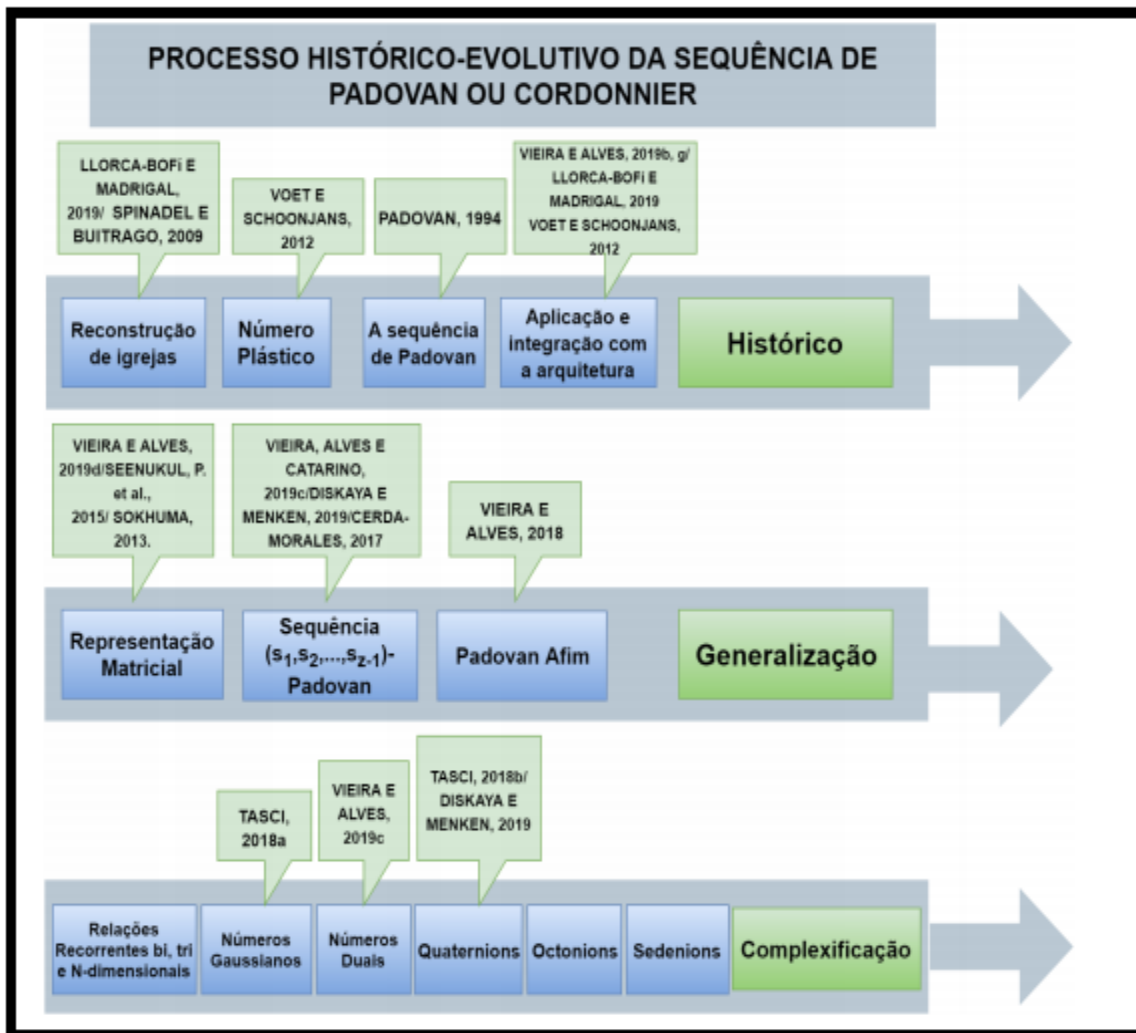 PROCESSO HISTÓRICO-EVOLUTIVO DA SEQUÊNCIA DE
PADOVAN OU CORDONNIER
LLORCA-BOFí E
MADRIGAL,
2019/ SPINADEL E
BUITRAGO, 2009
VOET E
SCHOONJANS,
2012
PADOVAN, 1994
VIEIRA E ALVES, 2019b, g/
LLORCA-BOFí E
MADRIGAL, 2019
VOET E SCHOONJANS,
2012
Reconstrução
de igrejas
Número
Plástico
A sequência
de Padovan
Aplicação e
integração com
a arquitetura
Histórico
VIEIRA E ALVES,
2019d/SEENUKUL, P.
et al.,
2015/ SOKHUMA,
2013.
VIEIRA, ALVES E
CATARINO,
2019c/DISKAYA E
MENKEN, 2019/CERDA-
MORALES, 2017
VIEIRA E
ALVES, 2018
Representação
Matricial
Sequência
(s₁,s₂,...,s_z-1)-
Padovan
Padovan Afim
Generalização
TASCI,
2018a
VIEIRA E
ALVES,
2019c
TASCI, 2018b/
DISKAYA E
MENKEN, 2019
Relações
Recorrentes bi, tri
e N-dimensionais
Números
Gaussianos
Números
Duais
Quaternions
Octonions
Sedenions
Complexificação